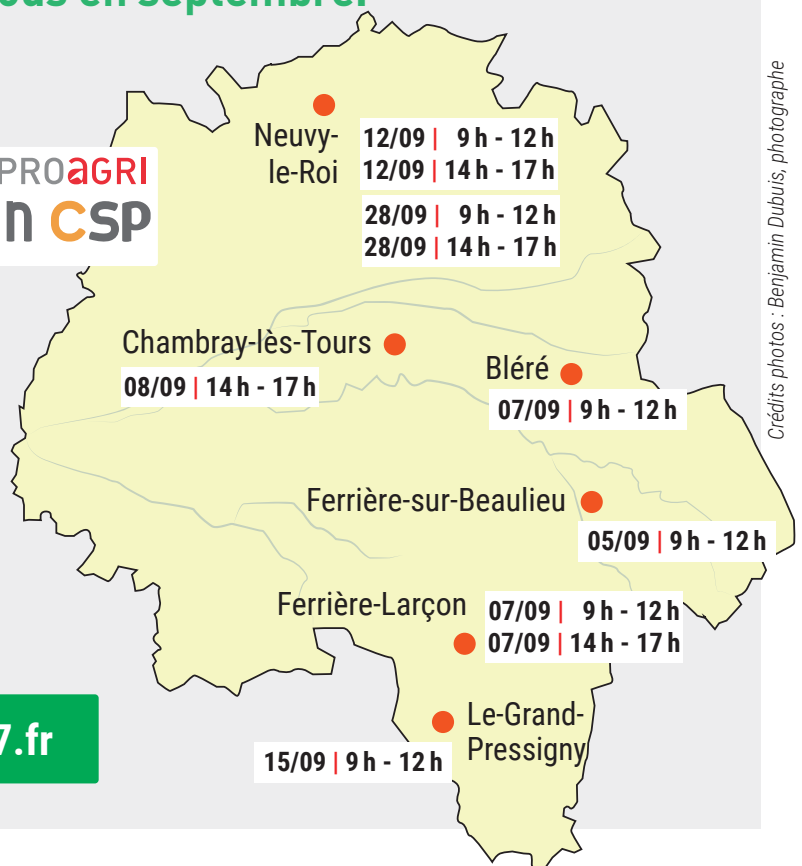 en septembre.
Neuvy-
le-Roi
12/09 | 9 h - 12 h
12/09 | 14 h - 17 h
28/09 | 9 h - 12 h
28/09 | 14 h - 17 h
PROAGRI
CSP
Chambray-lès-Tours
08/09 | 14 h - 17 h
Bléré
07/09 | 9 h - 12 h
Ferrière-sur-Beaulieu
05/09 | 9 h - 12 h
Ferrière-Larçon
07/09 | 9 h - 12 h
07/09 | 14 h - 17 h
Le-Grand-
Pressigny
15/09 | 9 h - 12 h
7.fr
Crédits photos : Benjamin Dubuis, photographe